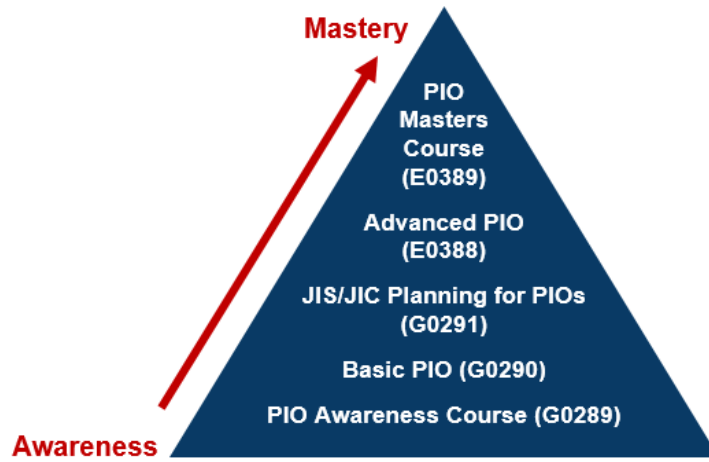 Mastery
PIO
Masters
Course
(E0389)
Advanced PIO
(E0388)
JIS/JIC Planning for PIOs
(G0291)
Basic PIO (G0290)
PIO Awareness Course (G0289)
Awareness